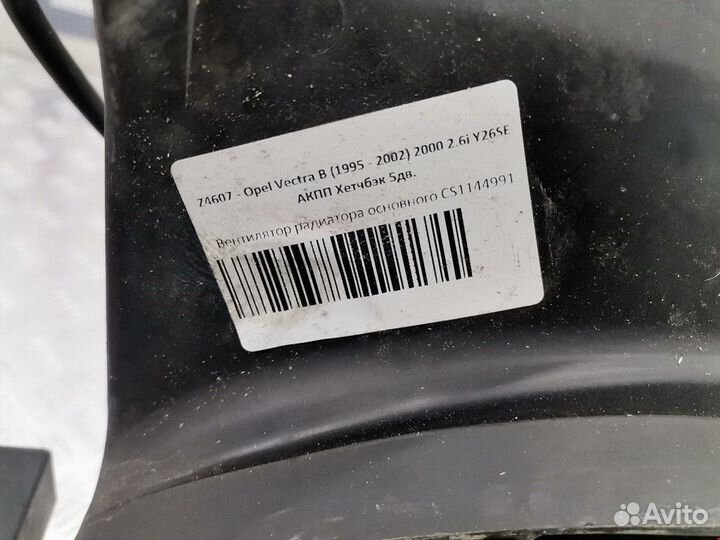 74607 - Opel Vectra B (1995 - 2002) 2000 2.6i Y26SE
АКПП Хетчбэк 5дв.
Вентилятор радиатора основного CS1144991
Avito